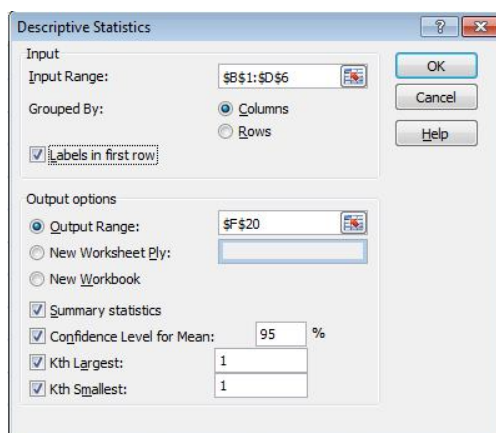 Descriptive Statistics
Input
Input Range: $B$1:$D$6
Grouped By: Columns
Rows
Labels in first row
OK
Cancel
Help
Output options
Output Range: $F$20
New Worksheet Ply:
New Workbook
Summary statistics
Confidence Level for Mean: 95 %
Kth Largest: 1
Kth Smallest: 1